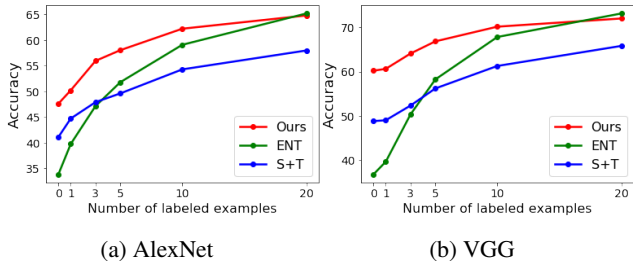 65
60
55
50
45
40
35
Accuracy
Ours
ENT
S+T
0 1 3 5 10 20
Number of labeled examples
(a) AlexNet
70
60
50
40
Accuracy
Ours
ENT
S+T
0 1 3 5 10 20
Number of labeled examples
(b) VGG